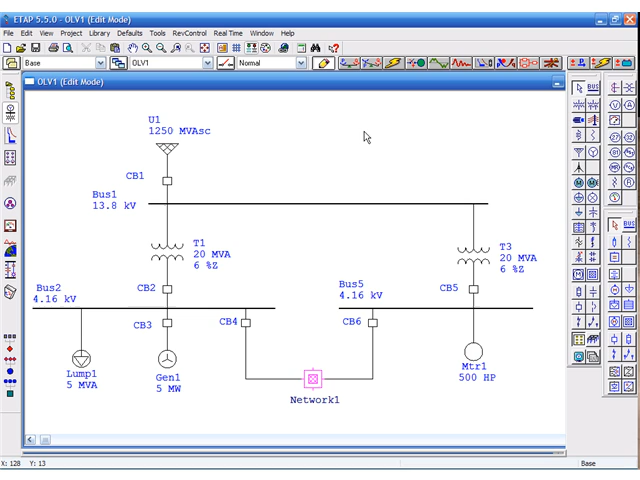 ETAP 5.5.0 - OLV1 (Edit Mode)
File Edit View Project Library Defaults Tools RevControl Real Time Window Help
Base
OLV1
Normal
OLV1 (Edit Mode)
BUS
U1
1250 MVAsc
CB1
Bus1
13.8 kV
T1
20 MVA
6 %Z
T3
20 MVA
6 %Z
Bus2
4.16 kV
CB2
Bus5
4.16 kV
CB5
CB3
CB4
CB6
Lump1
5 MVA
Gen1
5 MW
Mtr1
500 HP
Network1
BUS
X: 128 Y: 13
Base